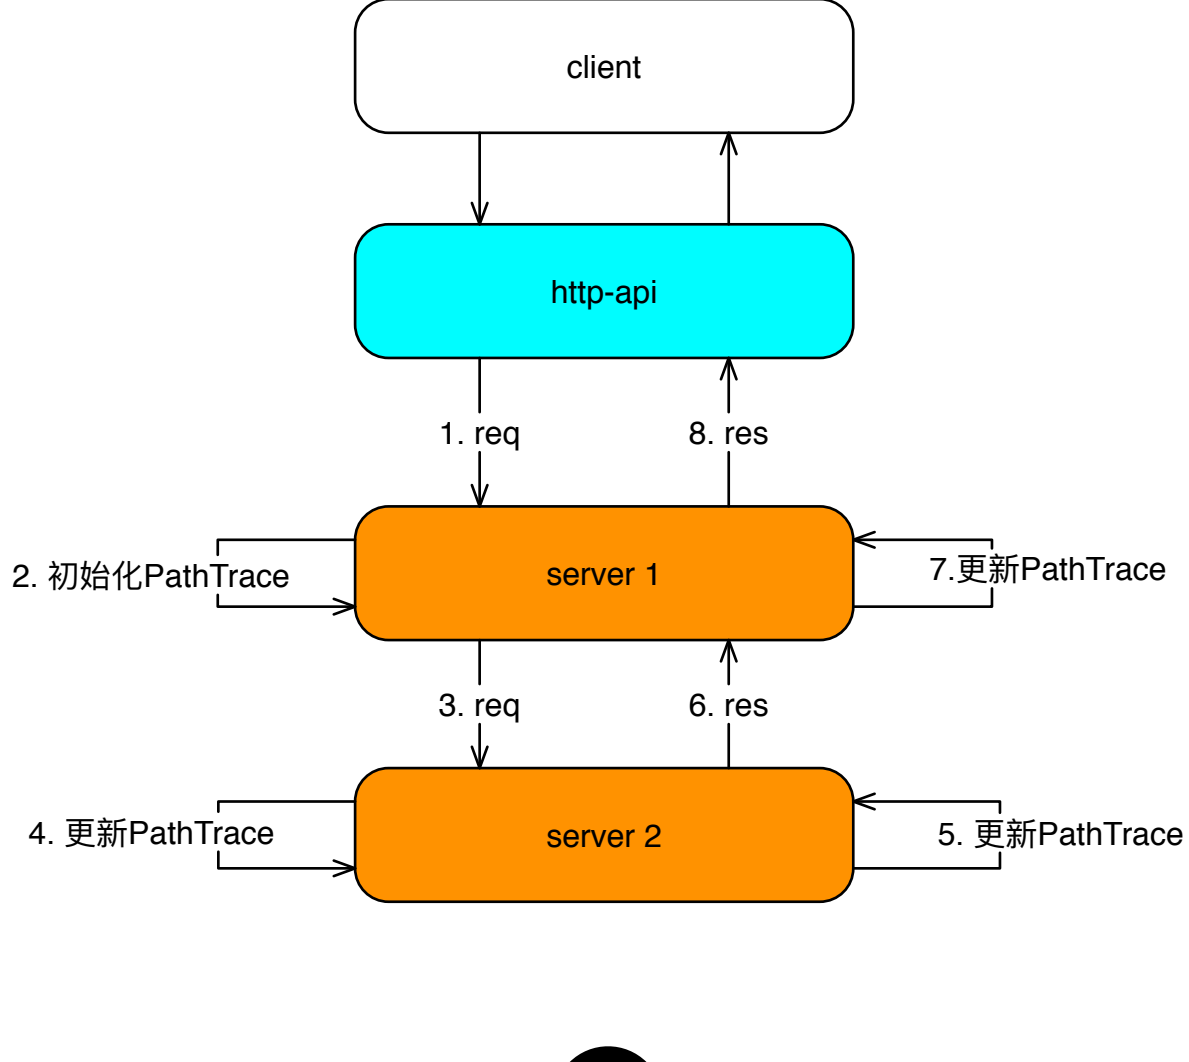 client
http-api
1. req
8. res
2. 初始化PathTrace
server 1
7.更新PathTrace
3. req
6. res
4. 更新PathTrace
server 2
5. 更新PathTrace